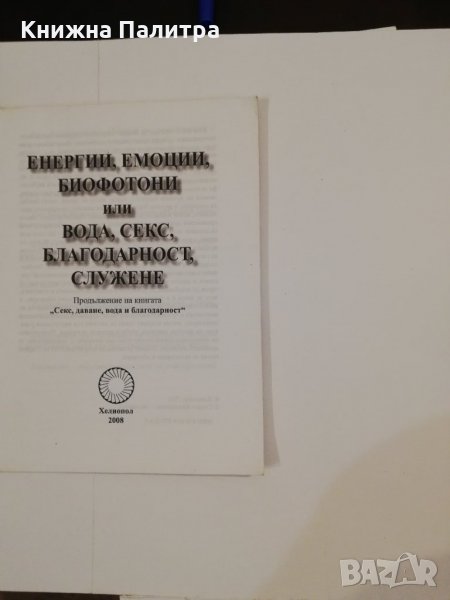 Книжна Палитра
ЕНЕРГИИ, ЕМОЦИИ,
БИОФОТОНИ
ИЛИ
ВОДА, СЕКС,
БЛАГОДАРНОСТ,
СЛУЖЕНЕ
Продължение на книгата
„Секс, даване, вода и благодарност“
Хелиопол
2008
BAZAR